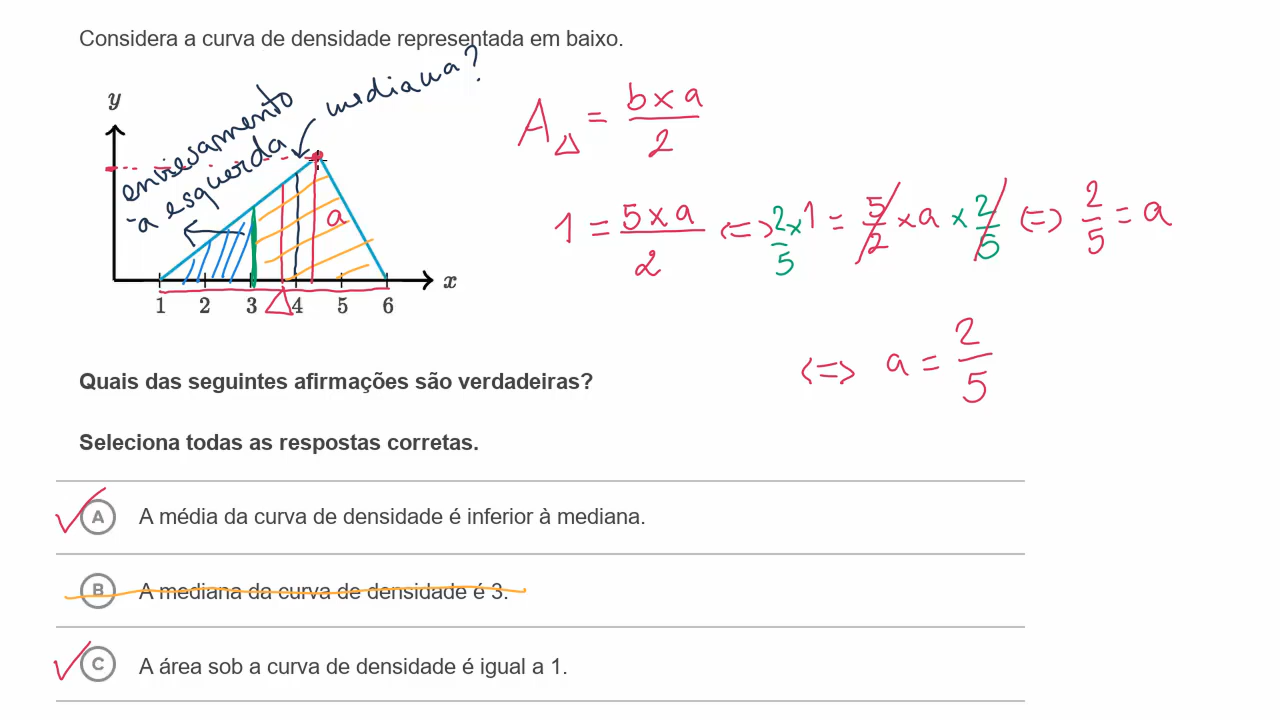 Considera a curva de densidade representada em baixo.
mediana?
enviesamento
à esquerda
y
a
x
1 2 3 4 5 6
A△ = b×a/2
1 = 5×a/2 <=> 2/5 × 1 = 5/2 × a × 2/5 <=> 2/5 = a
<=> a = 2/5
Quais das seguintes afirmações são verdadeiras?
Seleciona todas as respostas corretas.
A A média da curva de densidade é inferior à mediana.
B A mediana da curva de densidade é 3.
C A área sob a curva de densidade é igual a 1.